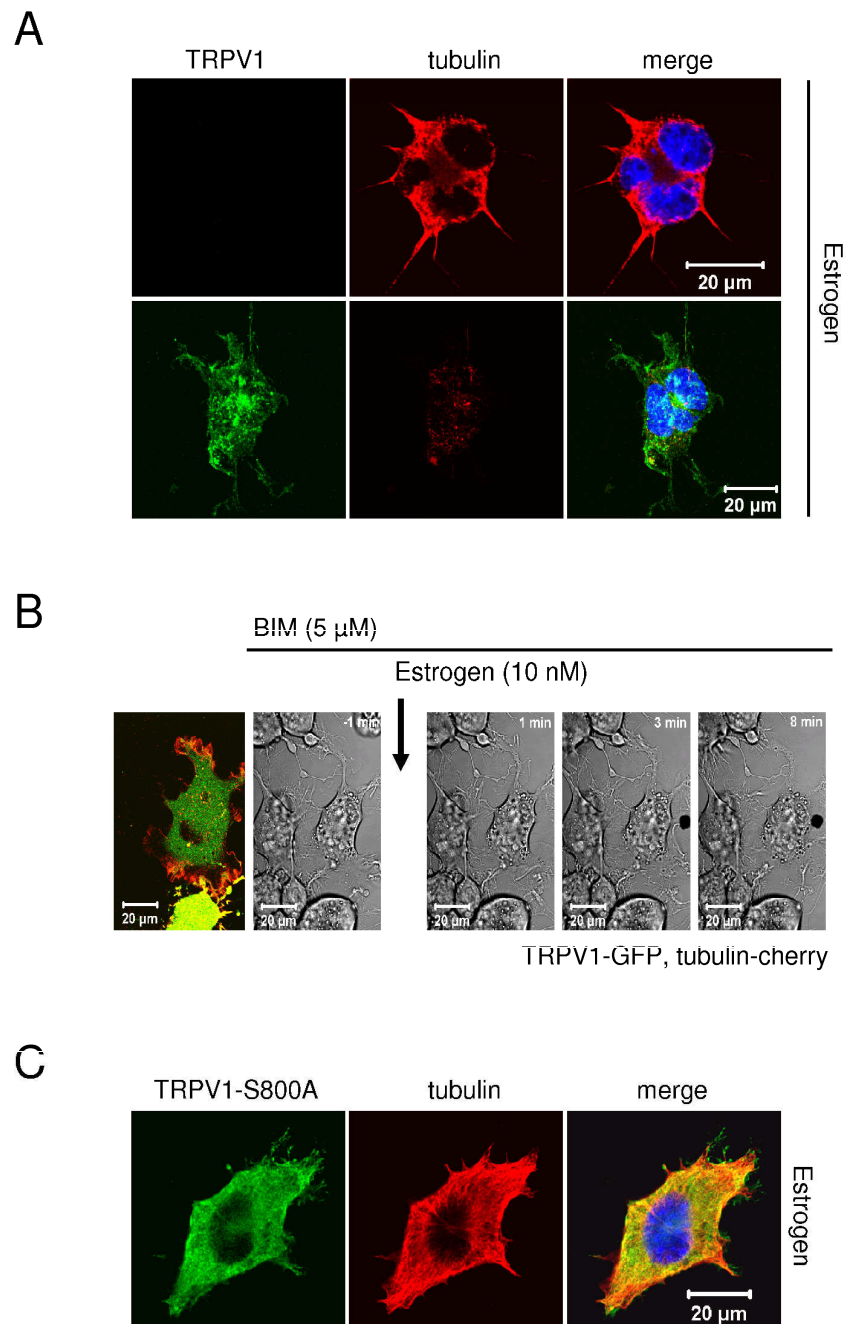 A
TRPV1 tubulin merge
20 µm
Estrogen
20 µm
B
BIM (5 µM)
Estrogen (10 nM)
-1 min 1 min 3 min 8 min
20 µm 20 µm 20 µm 20 µm 20 µm
TRPV1-GFP, tubulin-cherry
C
TRPV1-S800A tubulin merge
Estrogen
20 µm